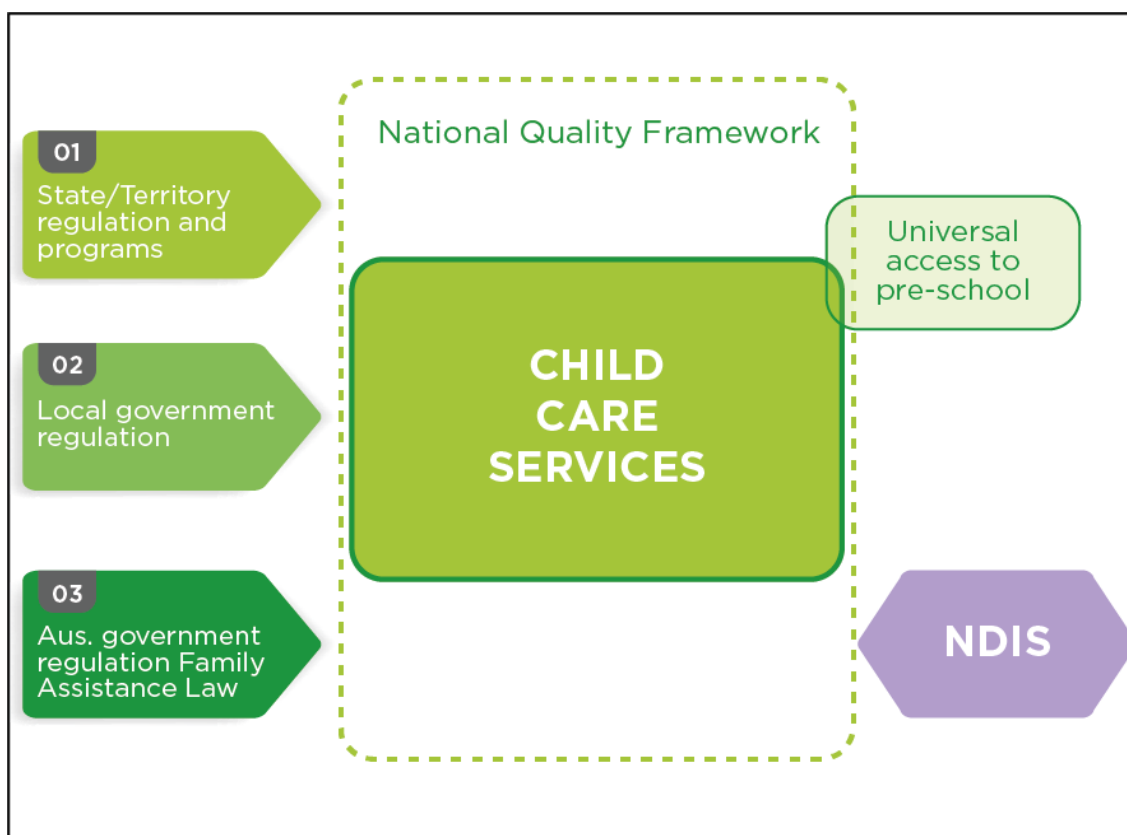 01
State/Territory
regulation and
programs
02
Local government
regulation
03
Aus. government
regulation Family
Assistance Law
National Quality Framework
CHILD
CARE
SERVICES
Universal
access to
pre-school
NDIS